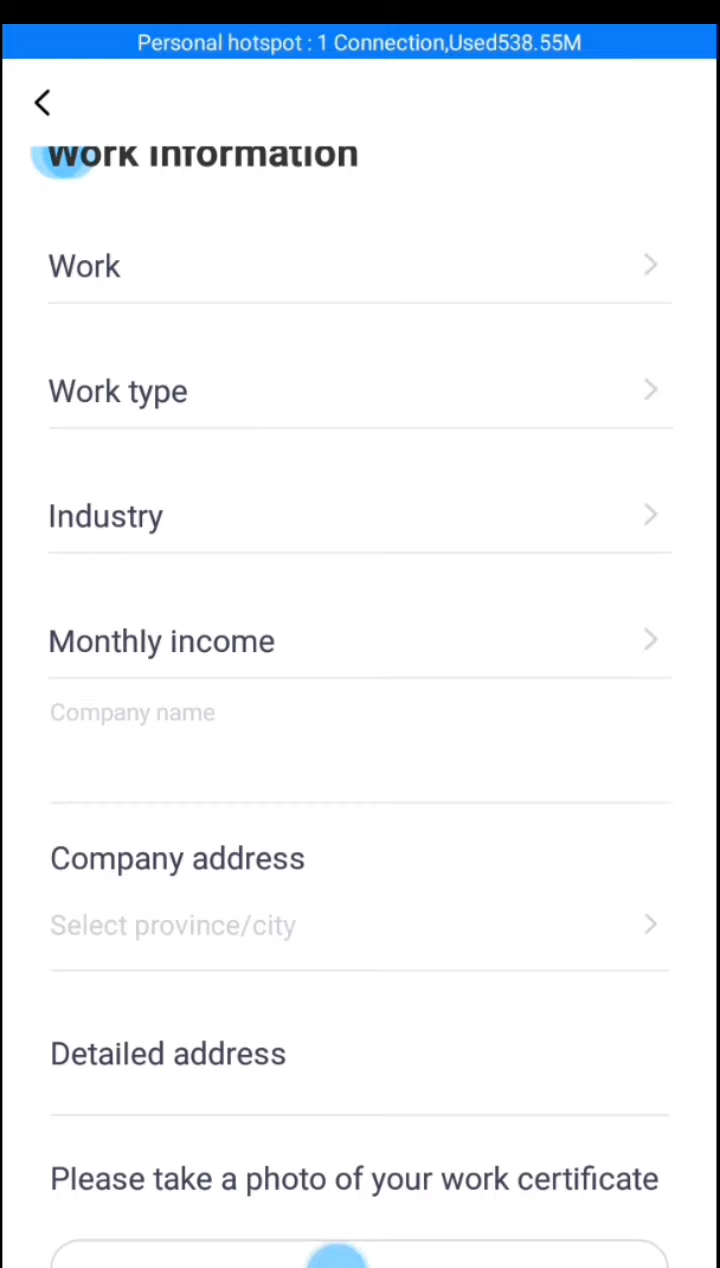 Personal hotspot : 1 Connection,Used538.55M
Work Information
Work
Work type
Industry
Monthly income
Company name
Company address
Select province/city
Detailed address
Please take a photo of your work certificate